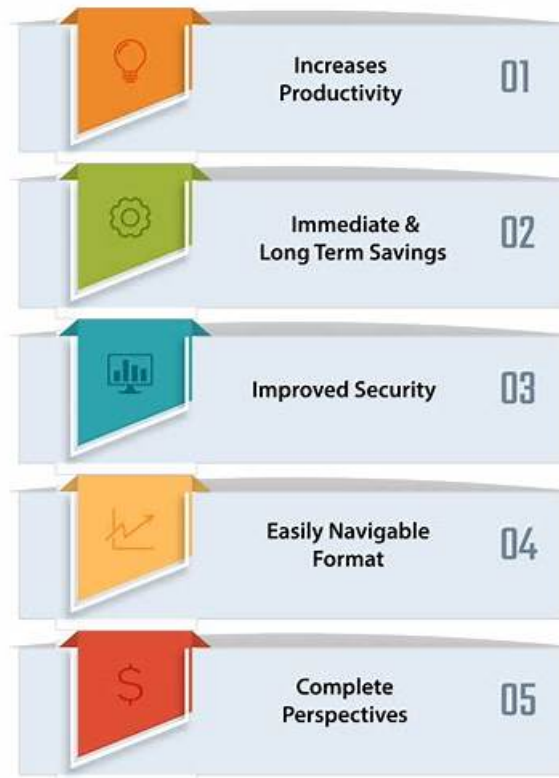 Increases
Productivity
01
Immediate &
Long Term Savings
02
Improved Security
03
Easily Navigable
Format
04
Complete
Perspectives
05
$